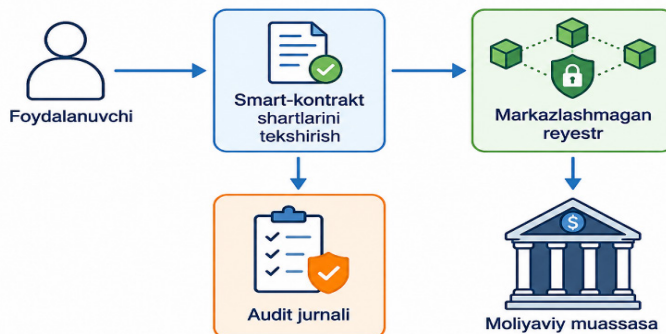 Foydalanuvchi
Smart-kontrakt
shartlarini
tekshirish
Markazlashmagan
reyestr
Audit jurnali
$
Moliyaviy muassasa